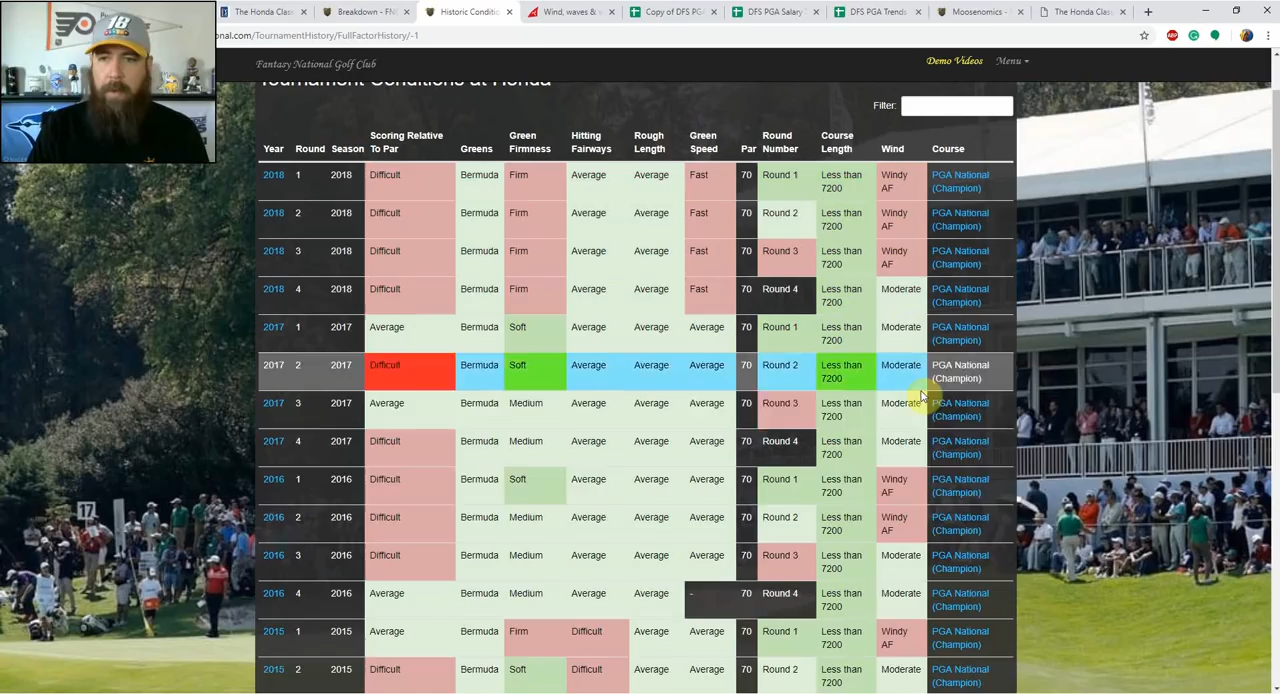 The Honda Clas
Breakdown - FNG
Historic Conditi
Wind, waves & w
Copy of DFS PGA
DFS PGA Salary
DFS PGA Trends
Moosenomics -
The Honda Clas
onal.com/TournamentHistory/FullFactorHistory/-1
18
Fantasy National Golf Club
Demo Videos Menu
Tournament Conditions at Honda
Filter:
Year Round Season Scoring Relative To Par Greens Green Firmness Hitting Fairways Rough Length Green Speed Par Round Number Course Length Wind Course
2018 1 2018 Difficult Bermuda Firm Average Average Fast 70 Round 1 Less than 7200 Windy AF PGA National (Champion)
2018 2 2018 Difficult Bermuda Firm Average Average Fast 70 Round 2 Less than 7200 Windy AF PGA National (Champion)
2018 3 2018 Difficult Bermuda Firm Average Average Fast 70 Round 3 Less than 7200 Windy AF PGA National (Champion)
2018 4 2018 Difficult Bermuda Firm Average Average Fast 70 Round 4 Less than 7200 Moderate PGA National (Champion)
2017 1 2017 Average Bermuda Soft Average Average Average 70 Round 1 Less than 7200 Moderate PGA National (Champion)
2017 2 2017 Difficult Bermuda Soft Average Average Average 70 Round 2 Less than 7200 Moderate PGA National (Champion)
2017 3 2017 Average Bermuda Medium Average Average Average 70 Round 3 Less than 7200 Moderate PGA National (Champion)
2017 4 2017 Difficult Bermuda Medium Average Average Average 70 Round 4 Less than 7200 Moderate PGA National (Champion)
2016 1 2016 Difficult Bermuda Soft Average Average Average 70 Round 1 Less than 7200 Windy AF PGA National (Champion)
2016 2 2016 Difficult Bermuda Medium Average Average Average 70 Round 2 Less than 7200 Windy AF PGA National (Champion)
2016 3 2016 Difficult Bermuda Medium Average Average Average 70 Round 3 Less than 7200 Moderate PGA National (Champion)
2016 4 2016 Average Bermuda Medium Average Average - 70 Round 4 Less than 7200 Moderate PGA National (Champion)
2015 1 2015 Average Bermuda Firm Difficult Average Average 70 Round 1 Less than 7200 Windy AF PGA National (Champion)
2015 2 2015 Difficult Bermuda Soft Difficult Average Average 70 Round 2 Less than 7200 Moderate PGA National (Champion)
17